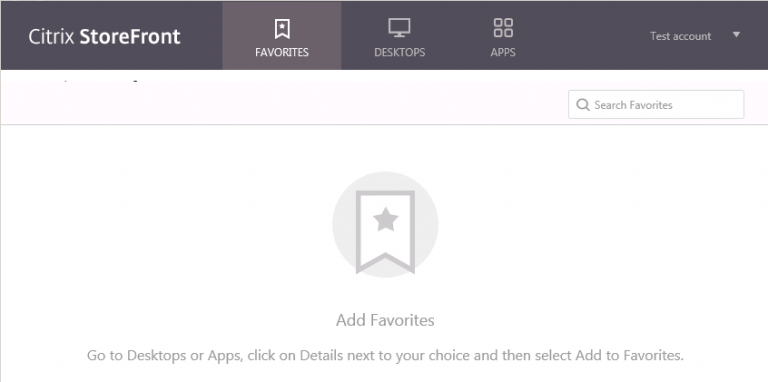 Citrix StoreFront
FAVORITES
DESKTOPS
APPS
Test account
Search Favorites
Add Favorites
Go to Desktops or Apps, click on Details next to your choice and then select Add to Favorites.